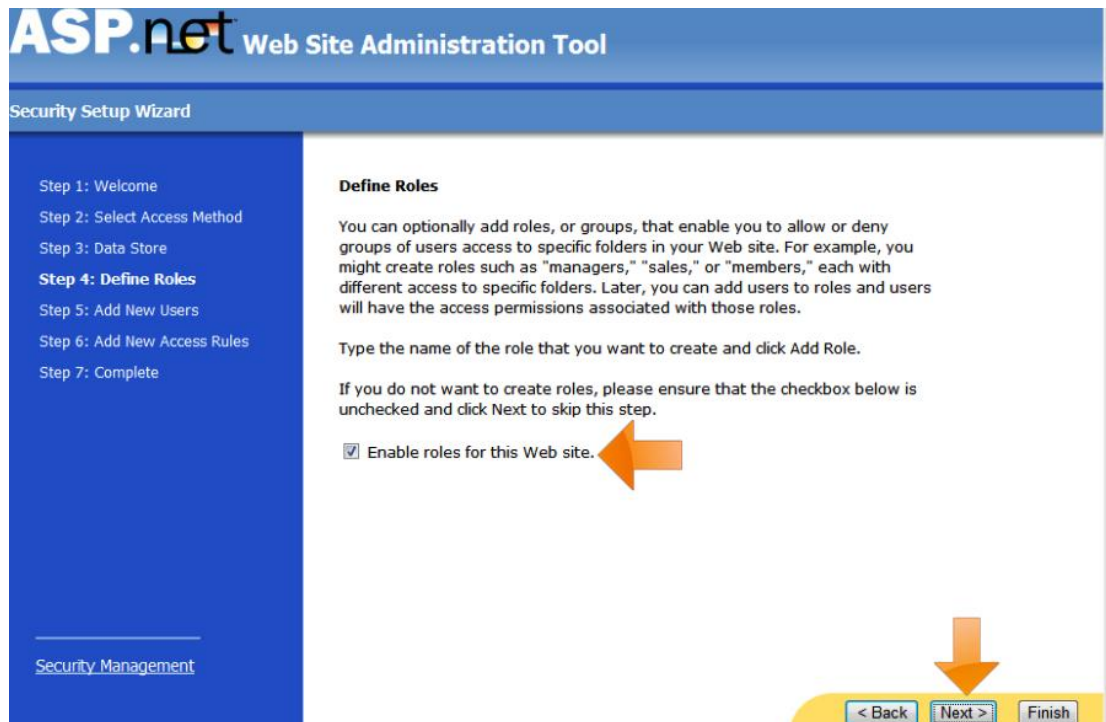 ASP.net Web Site Administration Tool
Security Setup Wizard
Step 1: Welcome
Step 2: Select Access Method
Step 3: Data Store
Step 4: Define Roles
Step 5: Add New Users
Step 6: Add New Access Rules
Step 7: Complete
Security Management
Define Roles
You can optionally add roles, or groups, that enable you to allow or deny
groups of users access to specific folders in your Web site. For example, you
might create roles such as "managers," "sales," or "members," each with
different access to specific folders. Later, you can add users to roles and users
will have the access permissions associated with those roles.
Type the name of the role that you want to create and click Add Role.
If you do not want to create roles, please ensure that the checkbox below is
unchecked and click Next to skip this step.
Enable roles for this Web site.
< Back Next > Finish